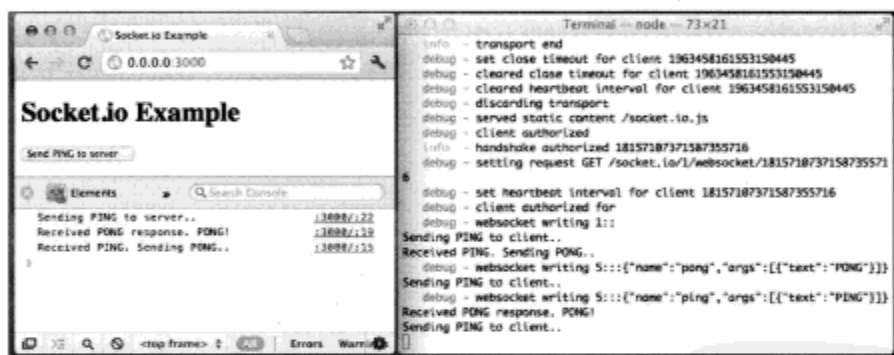 Socket.io Example
0.0.0.0:3000
Socket.io Example
Send PING to server
Elements
»
Search Console
Sending PING to server.. :3000/:22
Received PONG response. PONG! :3000/:19
Received PING. Sending PONG.. :3000/:15
<top frame>
All
Errors
Warnin
Terminal — node — 73×21
info - transport end
debug - set close timeout for client 1963458161553150445
debug - cleared close timeout for client 1963458161553150445
debug - cleared heartbeat interval for client 1963458161553150445
debug - discarding transport
debug - served static content /socket.io.js
debug - client authorized
info - handshake authorized 18157107371587355716
debug - setting request GET /socket.io/1/websocket/1815710737158735571
6
debug - set heartbeat interval for client 18157107371587355716
debug - client authorized for
debug - websocket writing 1::
Sending PING to client..
Received PING. Sending PONG..
debug - websocket writing 5:::{"name":"pong","args":[{"text":"PONG"}]}
Sending PING to client..
debug - websocket writing 5:::{"name":"ping","args":[{"text":"PING"}]}
Received PONG response. PONG!
Sending PING to client..